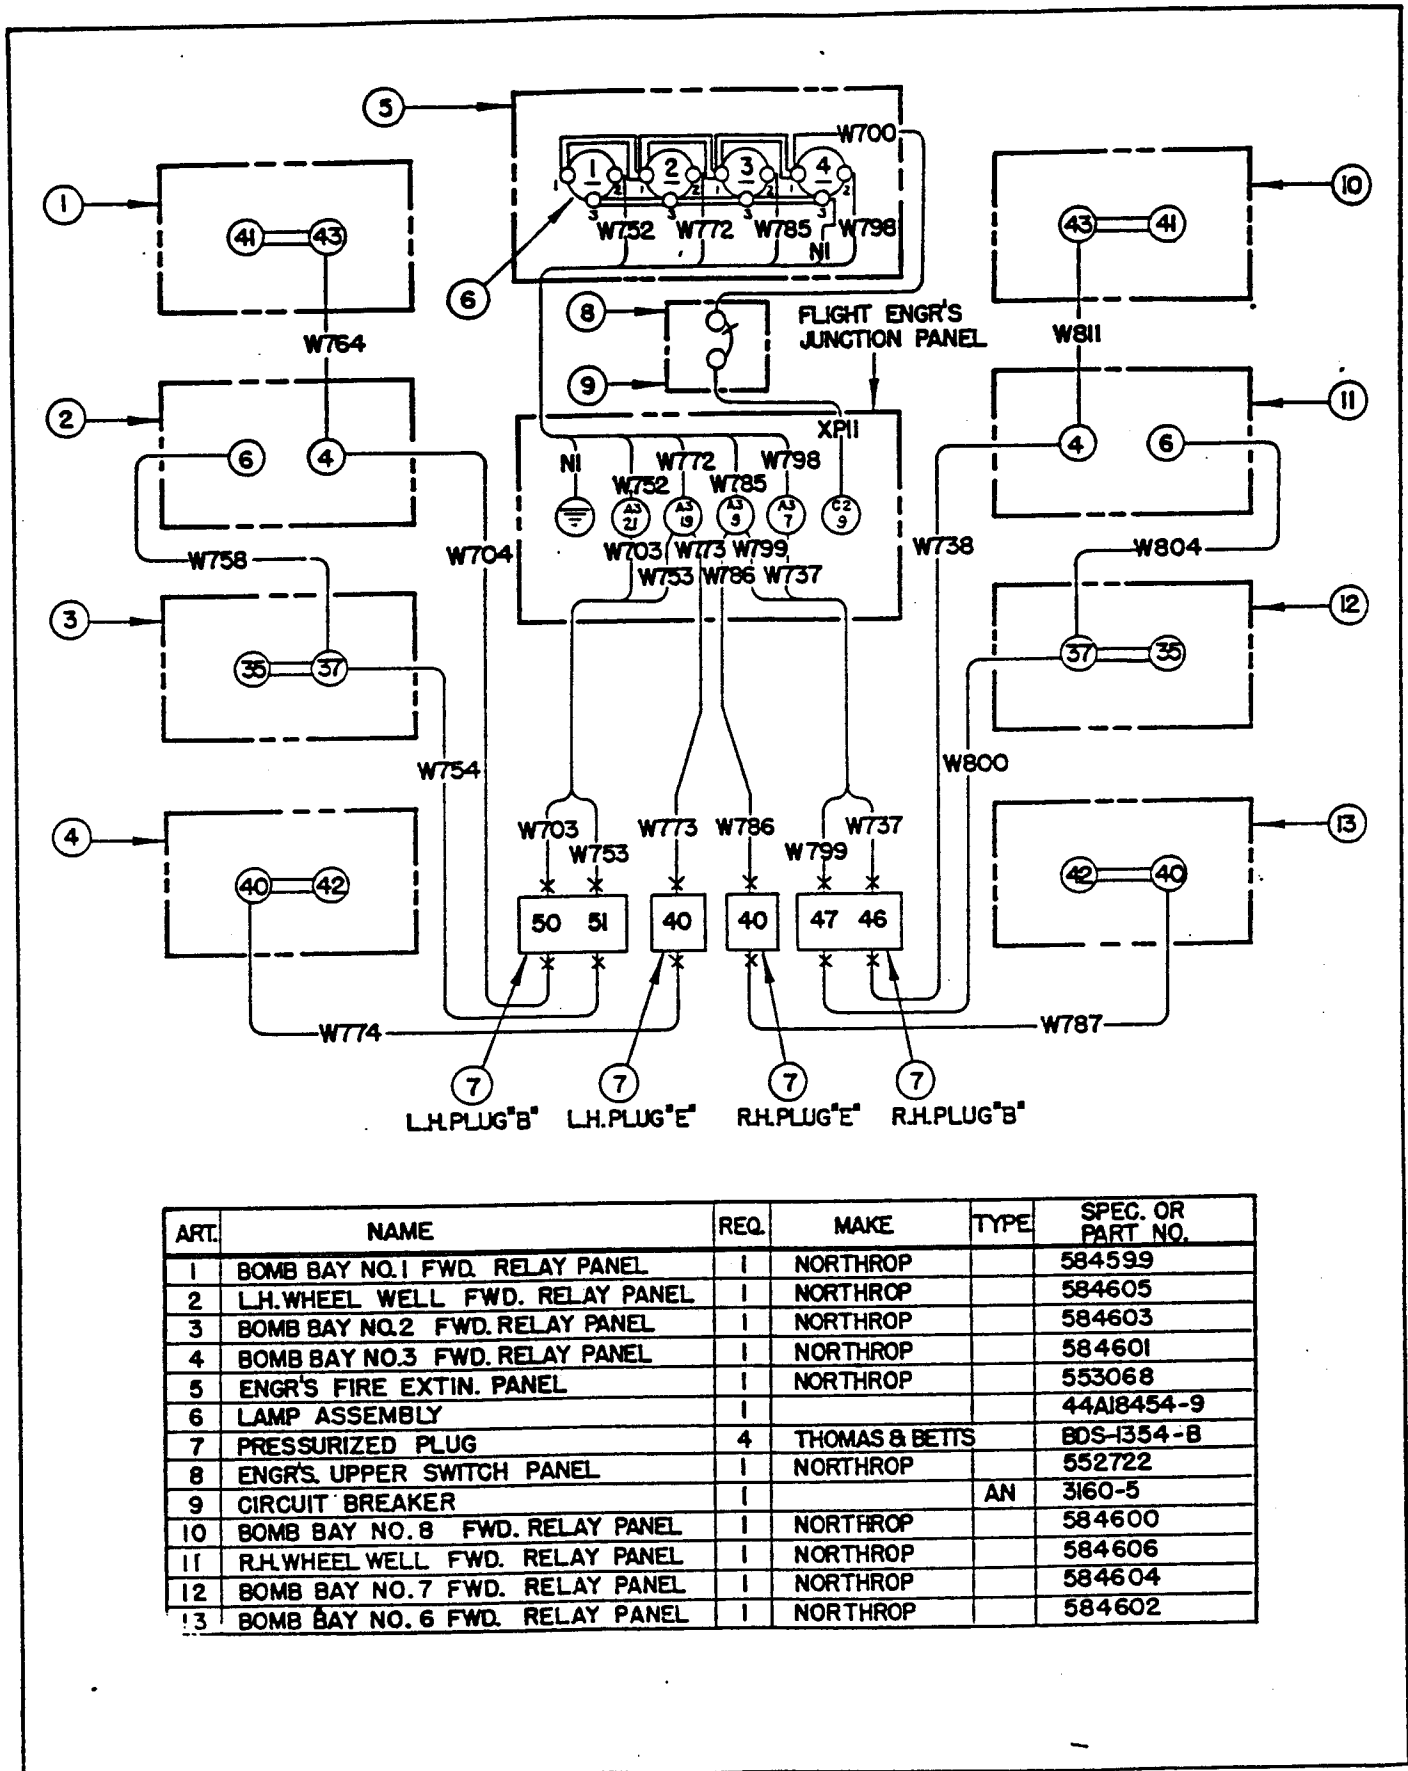 5
W700
1 2 3 4
1 2 1 2 1 2 1 2
3 3 3 3
W752 W772 W785 W798
N1
1
41 43
10
43 41
6
8
FLIGHT ENGR'S
JUNCTION PANEL
W764
W811
9
2
6 4
11
4 6
XP11
N1 W772 W798
W752 W785
A3 21
A3 19
A3 9
A3 7
C2 9
W703 W773 W799
W753 W786 W737
W758
W704
W738
W804
3
35 37
12
37 35
W754
W800
4
40 42
13
42 40
W703 W773 W786 W737
W753 W799
50 51 40 40 47 46
W774
W787
7 7 7 7
L.H.PLUG"B" L.H.PLUG"E" R.H.PLUG"E" R.H.PLUG"B"
ART. NAME REQ. MAKE TYPE SPEC. OR PART NO.
1 BOMB BAY NO.1 FWD. RELAY PANEL 1 NORTHROP 584599
2 L.H.WHEEL WELL FWD. RELAY PANEL 1 NORTHROP 584605
3 BOMB BAY NO.2 FWD. RELAY PANEL 1 NORTHROP 584603
4 BOMB BAY NO.3 FWD. RELAY PANEL 1 NORTHROP 584601
5 ENGR'S FIRE EXTIN. PANEL 1 NORTHROP 553068
6 LAMP ASSEMBLY 1 44A18454-9
7 PRESSURIZED PLUG 4 THOMAS & BETTS BDS-1354-B
8 ENGR'S. UPPER SWITCH PANEL 1 NORTHROP 552722
9 CIRCUIT BREAKER 1 AN 3160-5
10 BOMB BAY NO. 8 FWD. RELAY PANEL 1 NORTHROP 584600
11 R.H.WHEEL WELL FWD. RELAY PANEL 1 NORTHROP 584606
12 BOMB BAY NO. 7 FWD. RELAY PANEL 1 NORTHROP 584604
13 BOMB BAY NO. 6 FWD. RELAY PANEL 1 NORTHROP 584602